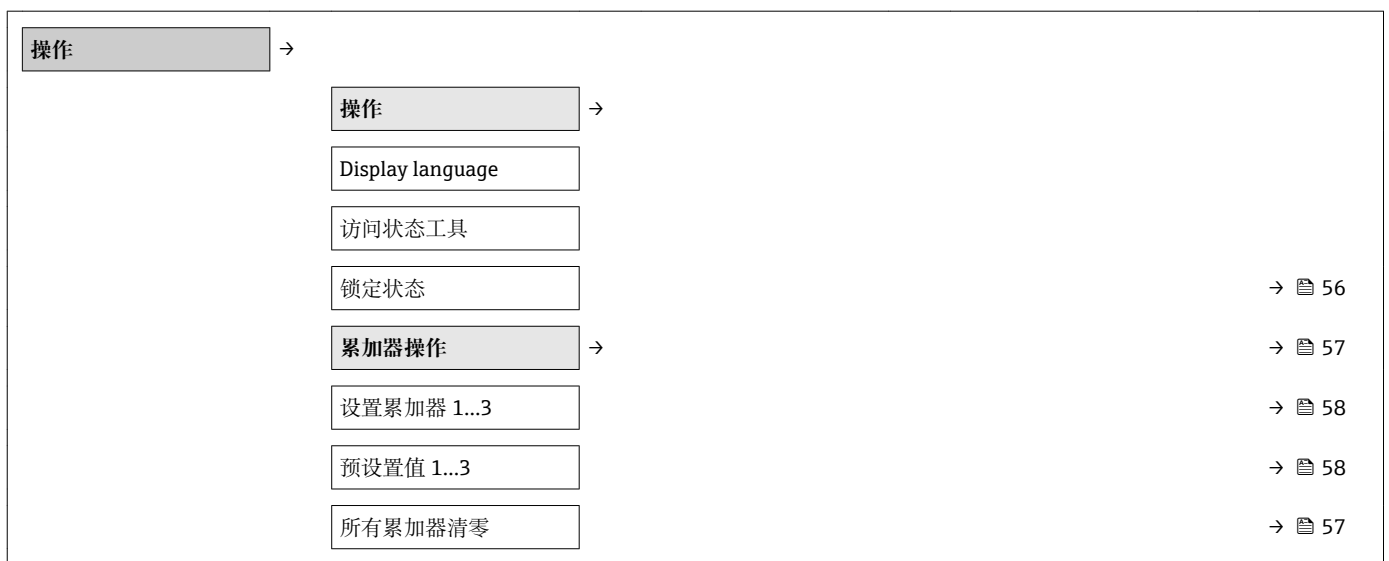 操作 →
操作 →
Display language
访问状态工具
锁定状态 → 56
累加器操作 → → 57
设置累加器 1...3 → 58
预设置值 1...3 → 58
所有累加器清零 → 57